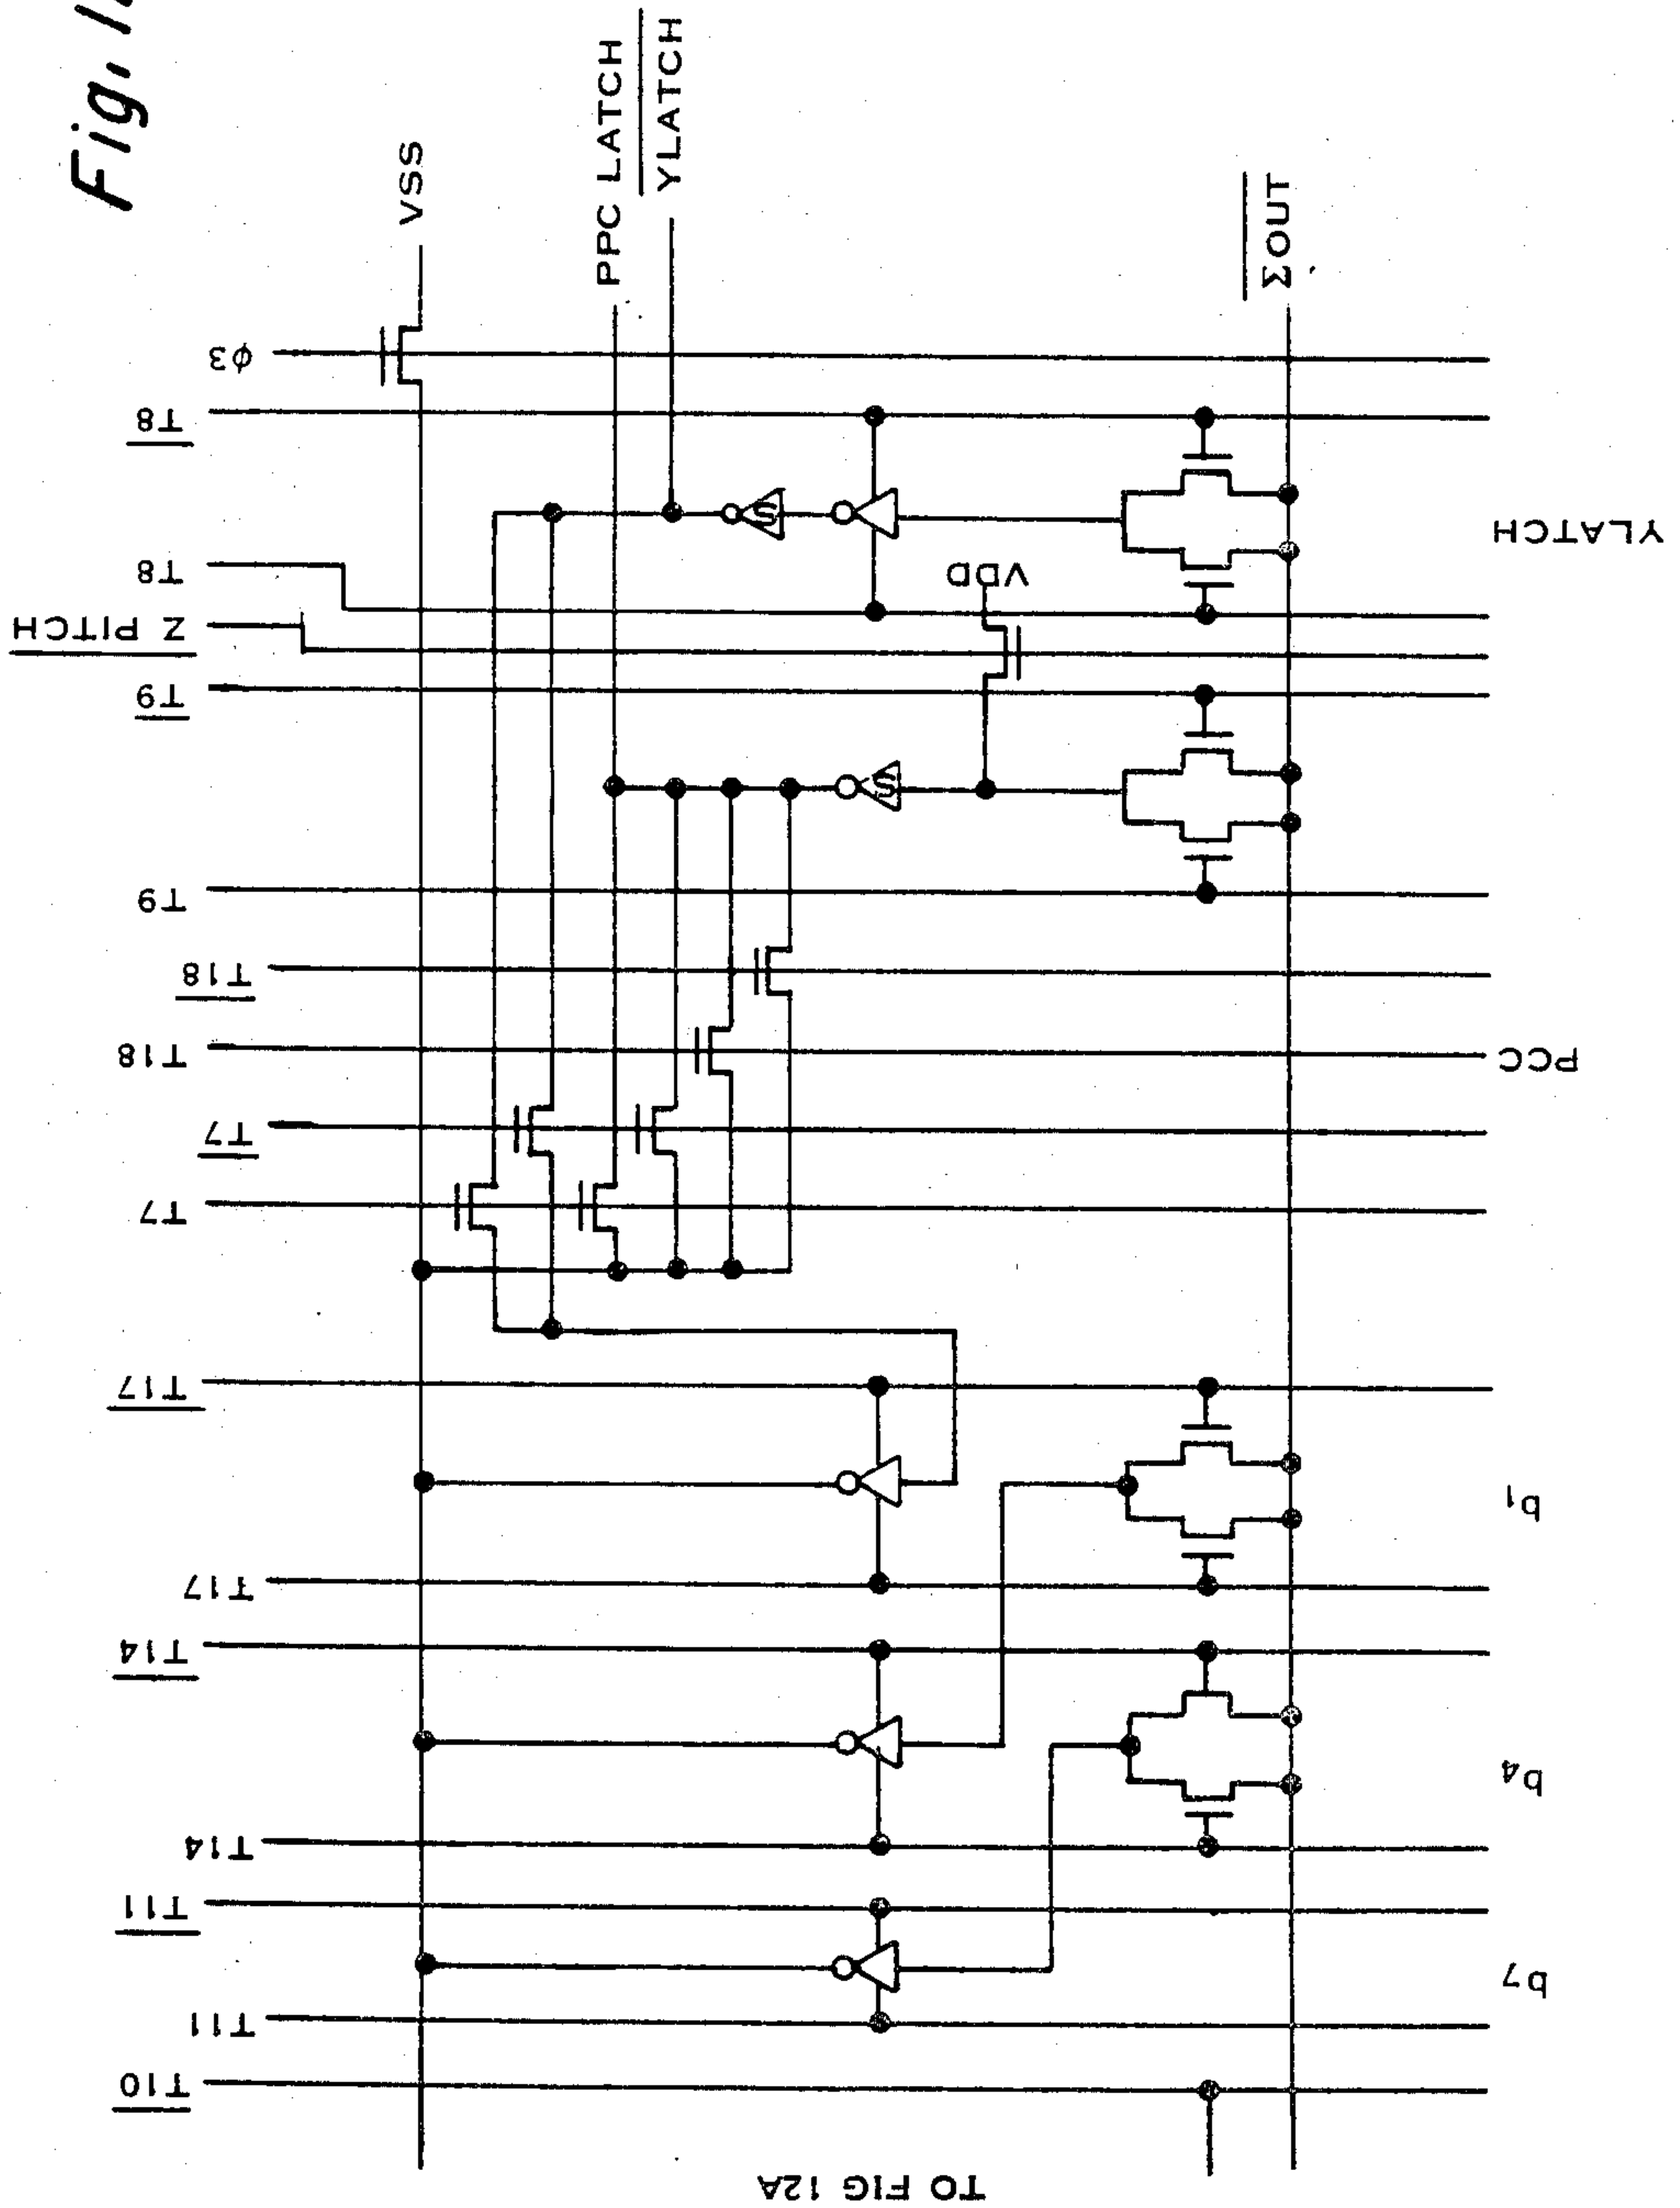 Fig.
VSS
PPC LATCH
YLATCH
ΣOUT
ϕ3
T8
T8
Z PITCH
T9
T9
T18
T18
T7
T7
T17
T17
T14
T14
T11
T11
T10
VDD
S
S
YLATCH
PCC
b1
b4
b7
TO FIG 12A